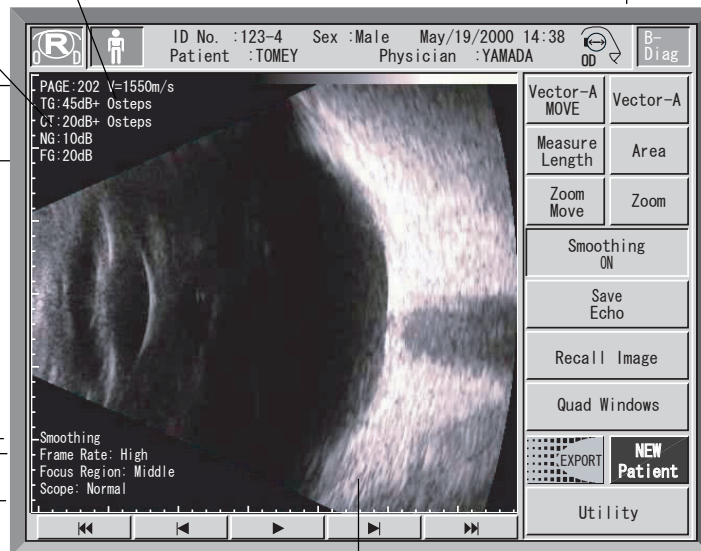 R
D
ID No. :123-4 Sex :Male May/19/2000 14:38
Patient :TOMEY Physician :YAMADA
OD
B-
Diag
PAGE:202 V=1550m/s
TG:45dB+ 0steps
CT:20dB+ 0steps
NG:10dB
FG:20dB
Smoothing
Frame Rate: High
Focus Region: Middle
Scope: Normal
Vector-A
MOVE
Vector-A
Measure
Length
Area
Zoom
Move
Zoom
Smoothing
ON
Save
Echo
Recall Image
Quad Windows
EXPORT
NEW
Patient
Utility